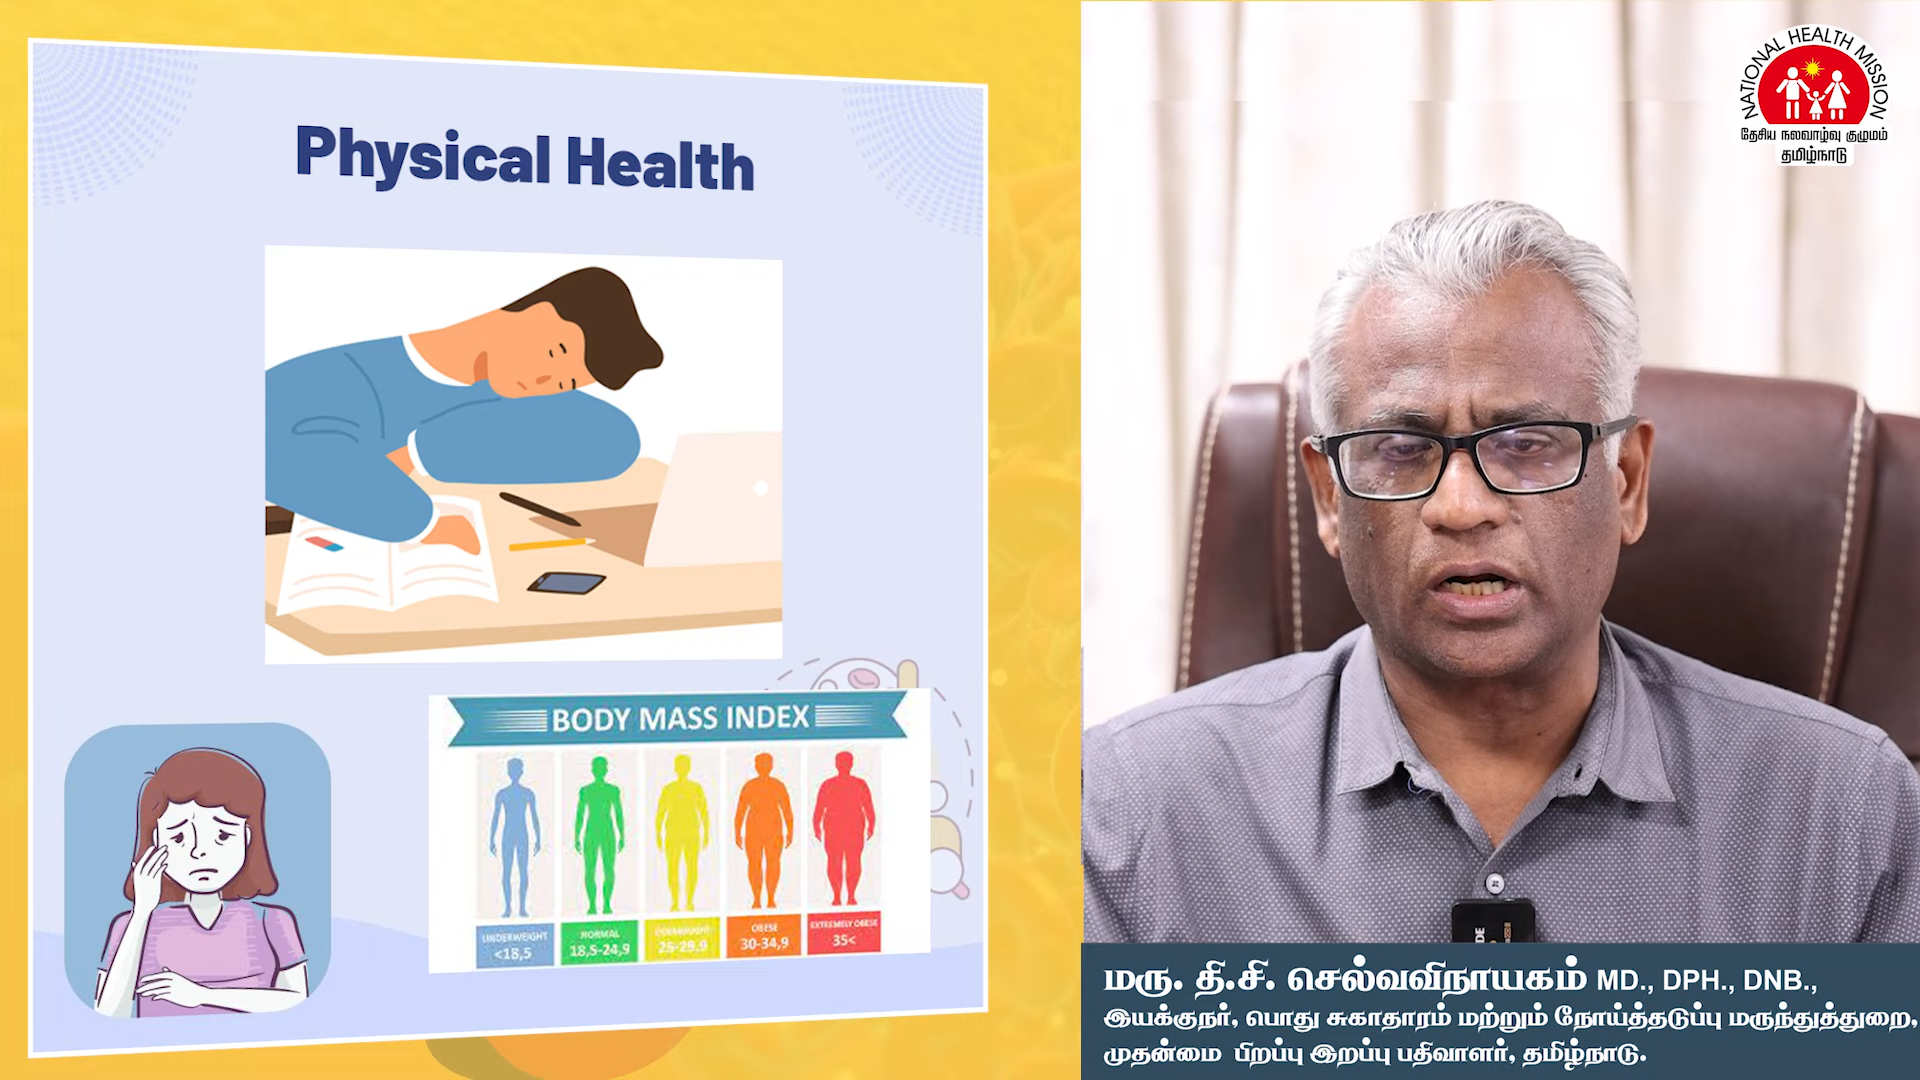 Physical Health
BODY MASS INDEX
UNDERWEIGHT
<18,5
NORMAL
18,5-24,9
OVERWEIGHT
25-29.9
OBESE
30-34,9
EXTREMELY OBESE
35<
NATIONAL HEALTH MISSION
தேசிய நலவாழ்வு குழுமம்
தமிழ்நாடு
மரு. தி.சி. செல்வவிநாயகம் MD., DPH., DNB.,
இயக்குநர், பொது சுகாதாரம் மற்றும் நோய்த்தடுப்பு மருந்துத்துறை,
முதன்மை பிறப்பு இறப்பு பதிவாளர், தமிழ்நாடு.